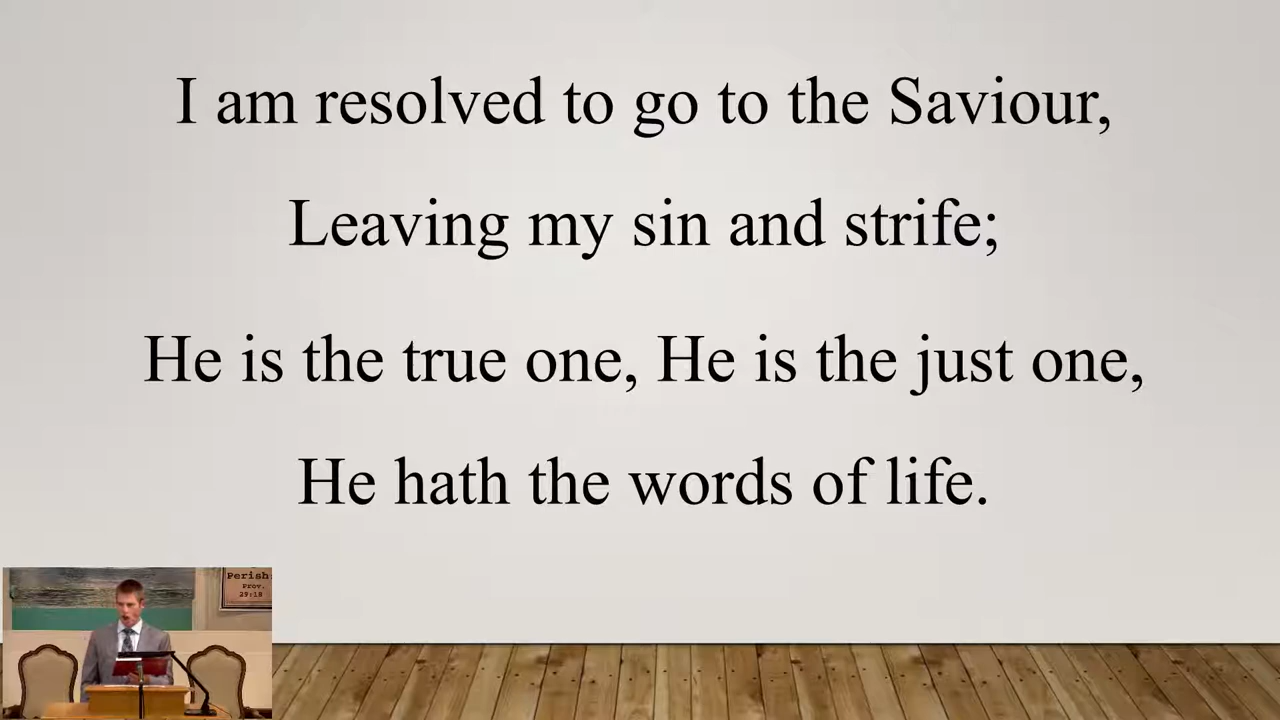 I am resolved to go to the Saviour,
Leaving my sin and strife;
He is the true one, He is the just one,
He hath the words of life.
Perish:
Prov.
29:18